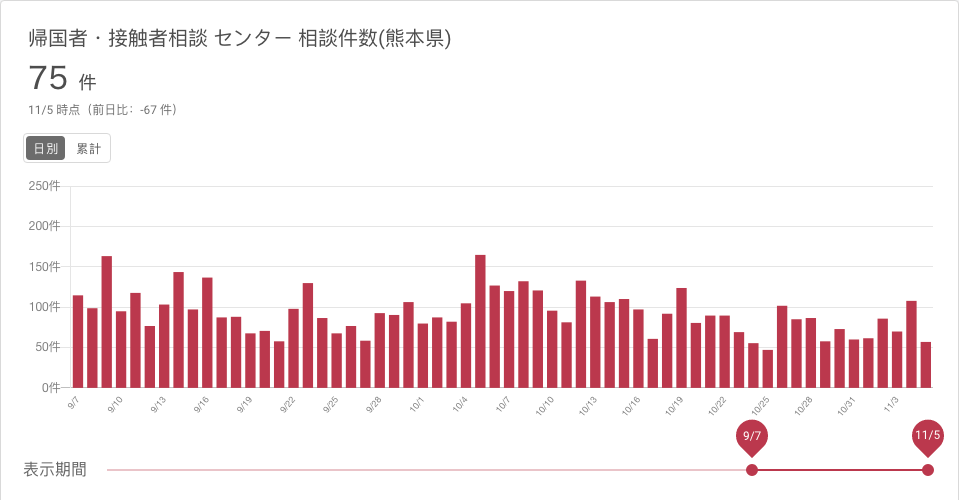 帰国者・接触者相談 センター 相談件数(熊本県)
75 件
11/5 時点（前日比：-67 件）
日別 累計
250件
200件
150件
100件
50件
0件
9/7 9/10 9/13 9/16 9/19 9/22 9/25 9/28 10/1 10/4 10/7 10/10 10/13 10/16 10/19 10/22 10/25 10/28 10/31 11/3
9/7 11/5
表示期間